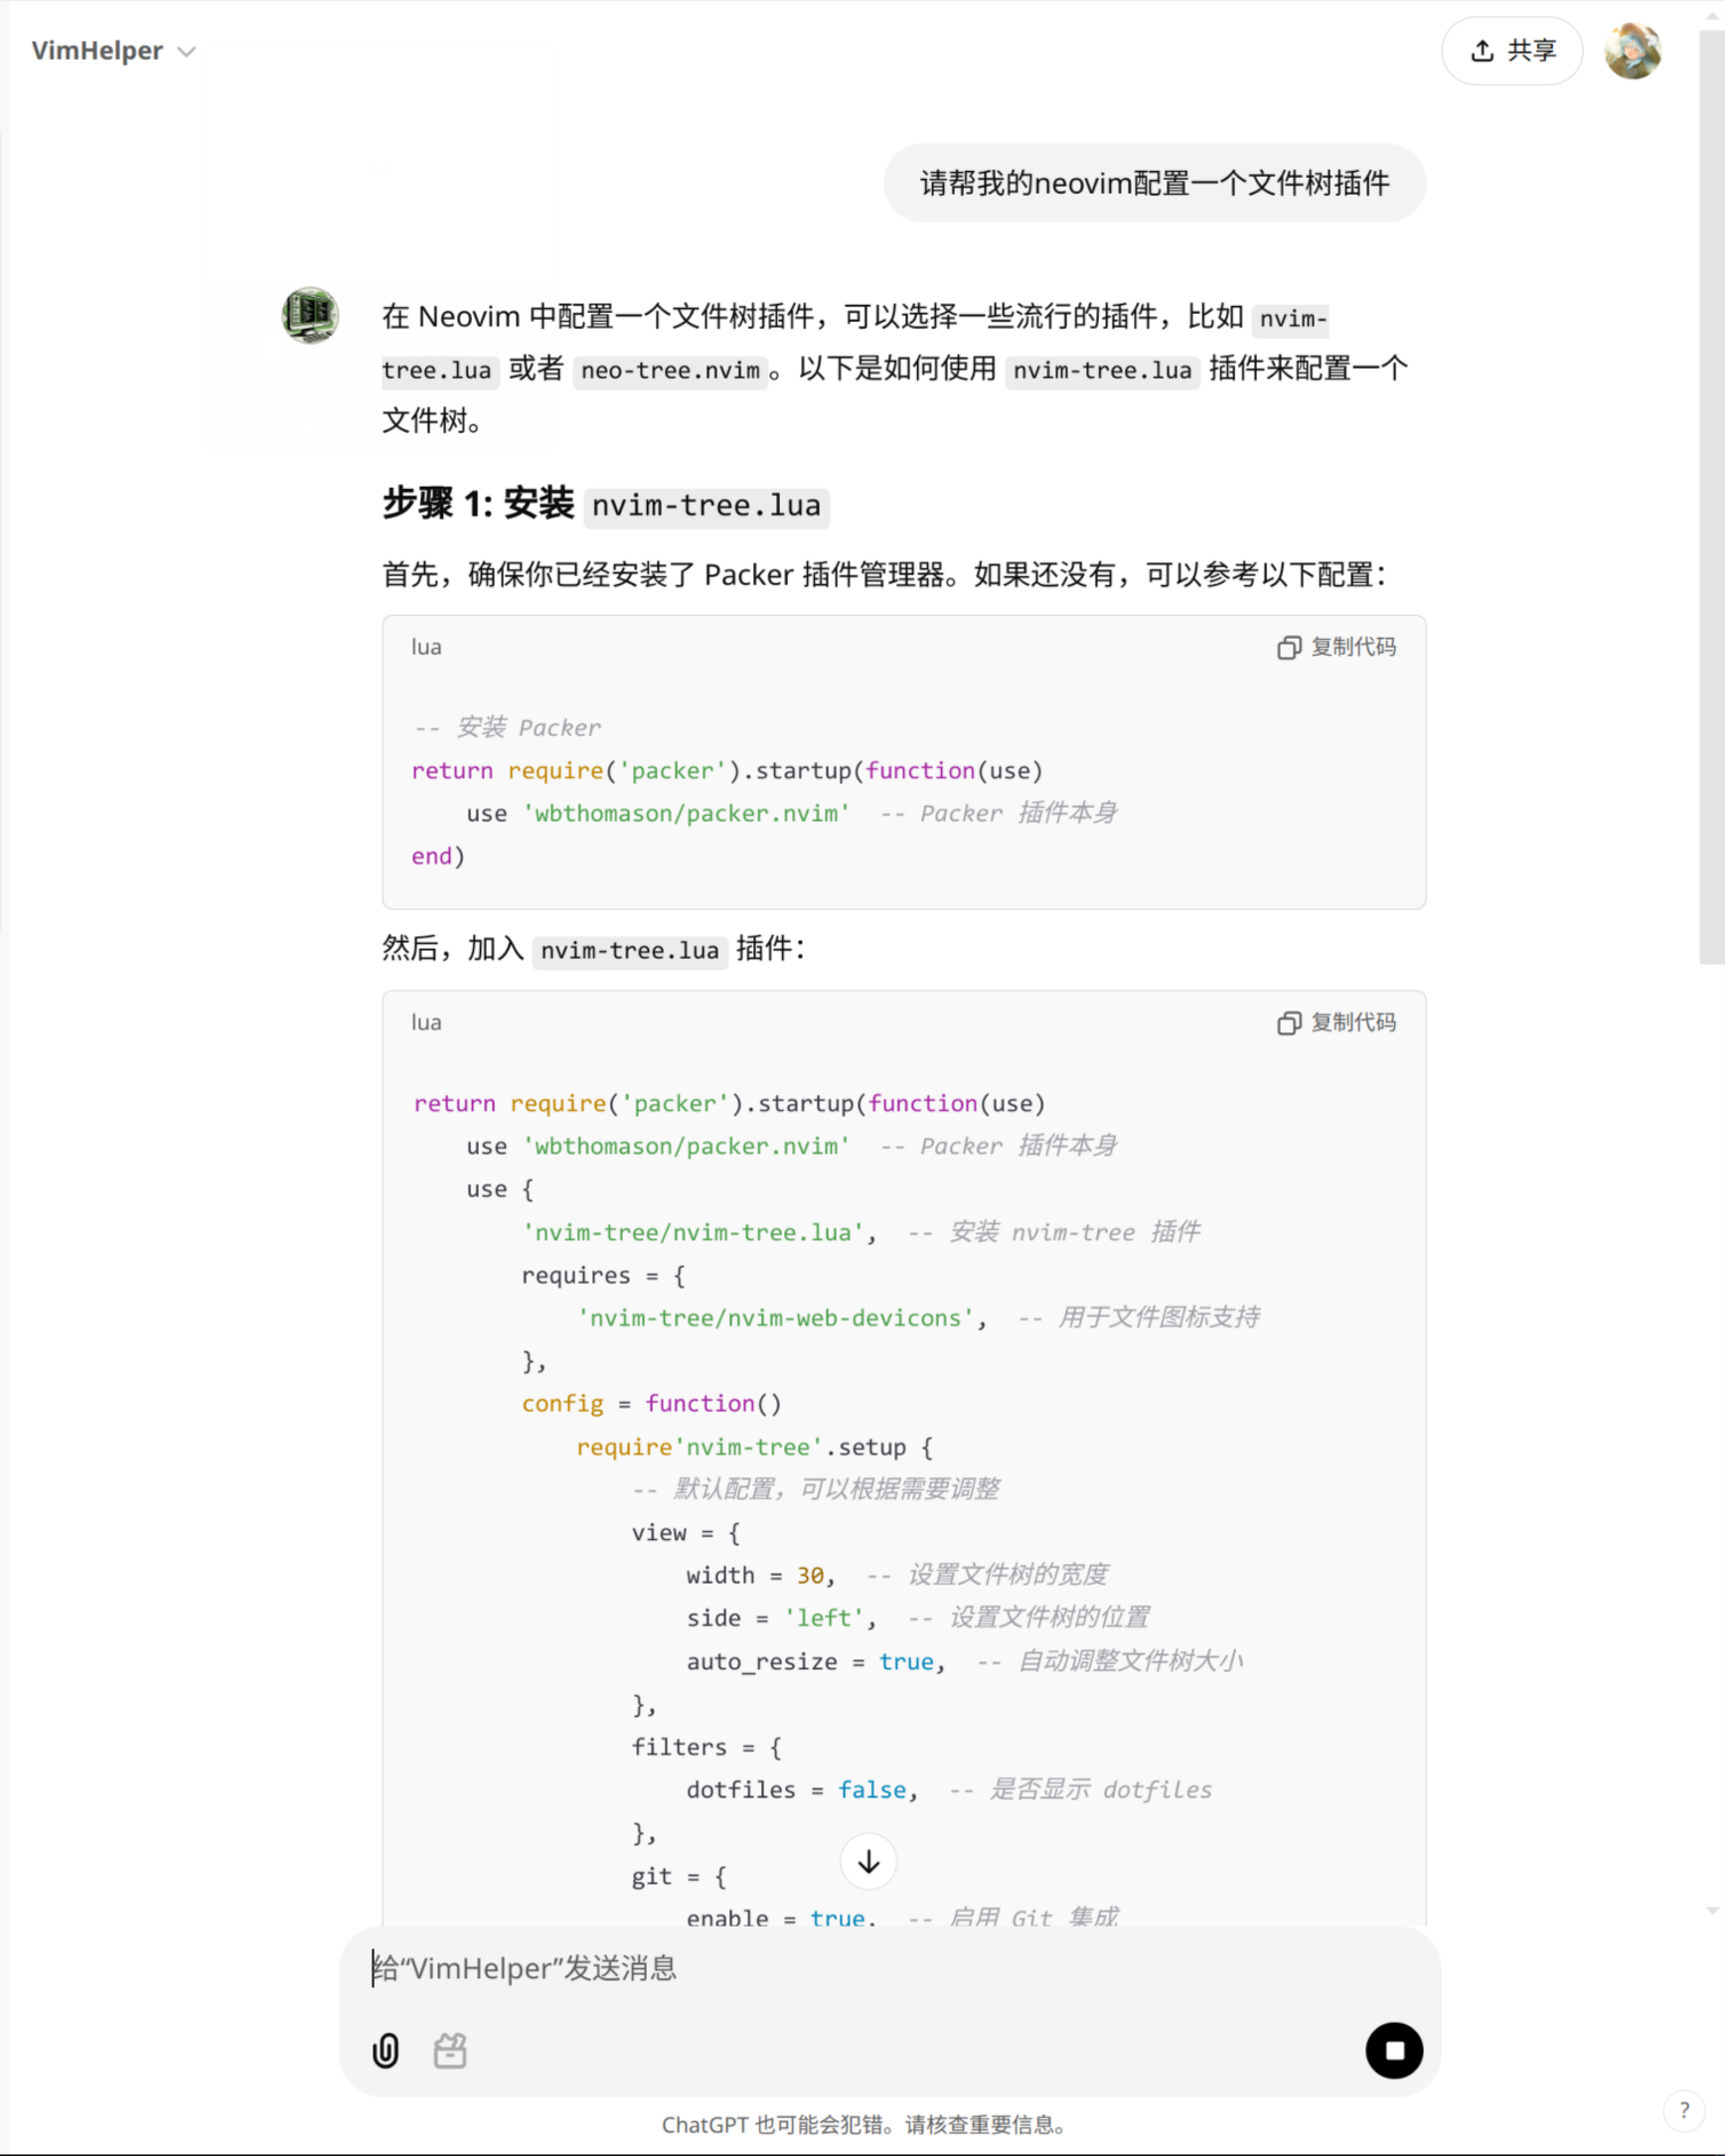 VimHelper
共享
请帮我的neovim配置一个文件树插件
在 Neovim 中配置一个文件树插件，可以选择一些流行的插件，比如 nvim-
tree.lua 或者 neo-tree.nvim。以下是如何使用 nvim-tree.lua 插件来配置一个
文件树。
步骤 1: 安装 nvim-tree.lua
首先，确保你已经安装了 Packer 插件管理器。如果还没有，可以参考以下配置：
lua
复制代码
-- 安装 Packer
return require('packer').startup(function(use)
    use 'wbthomason/packer.nvim'  -- Packer 插件本身
end)
然后，加入 nvim-tree.lua 插件：
lua
复制代码
return require('packer').startup(function(use)
    use 'wbthomason/packer.nvim'  -- Packer 插件本身
    use {
        'nvim-tree/nvim-tree.lua',  -- 安装 nvim-tree 插件
        requires = {
            'nvim-tree/nvim-web-devicons',  -- 用于文件图标支持
        },
        config = function()
            require'nvim-tree'.setup {
                -- 默认配置，可以根据需要调整
                view = {
                    width = 30,  -- 设置文件树的宽度
                    side = 'left',  -- 设置文件树的位置
                    auto_resize = true,  -- 自动调整文件树大小
                },
                filters = {
                    dotfiles = false,  -- 是否显示 dotfiles
                },
                git = {
                    enable = true,  -- 启用 Git 集成
给“VimHelper”发送消息
ChatGPT 也可能会犯错。请核查重要信息。
?